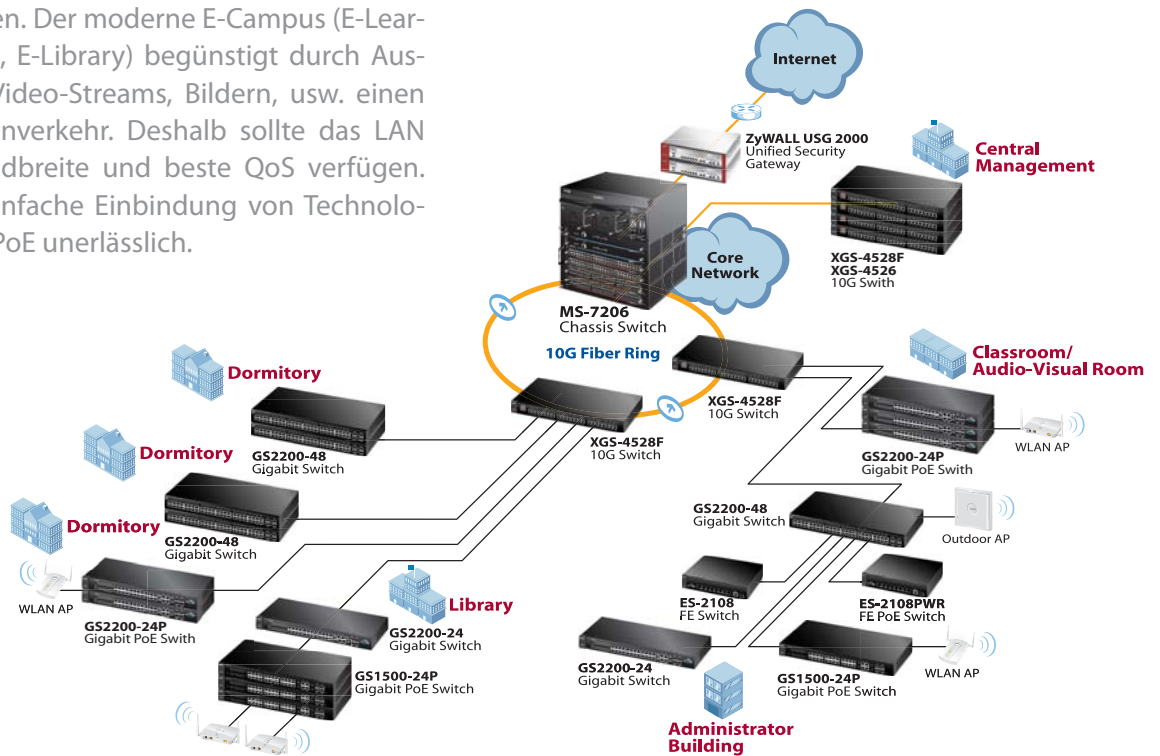 en. Der moderne E-Campus (E-Lear-
, E-Library) begünstigt durch Aus-
Video-Streams, Bildern, usw. einen
nverkehr. Deshalb sollte das LAN
dbreite und beste QoS verfügen.
nfache Einbindung von Technolo-
PoE unerlässlich.
Internet
ZyWALL USG 2000
Unified Security
Gateway
Central
Management
XGS-4528F
XGS-4526
10G Swith
Core
Network
MS-7206
Chassis Switch
10G Fiber Ring
XGS-4528F
10G Switch
Classroom/
Audio-Visual Room
GS2200-24P
Gigabit PoE Swith
WLAN AP
XGS-4528F
10G Switch
Dormitory
GS2200-48
Gigabit Switch
Dormitory
GS2200-48
Gigabit Switch
Dormitory
WLAN AP
GS2200-24P
Gigabit PoE Swith
Library
GS2200-24
Gigabit Switch
GS1500-24P
Gigabit PoE Switch
GS2200-48
Gigabit Switch
Outdoor AP
ES-2108
FE Switch
ES-2108PWR
FE PoE Switch
GS2200-24
Gigabit Switch
GS1500-24P
Gigabit PoE Switch
WLAN AP
Administrator
Building